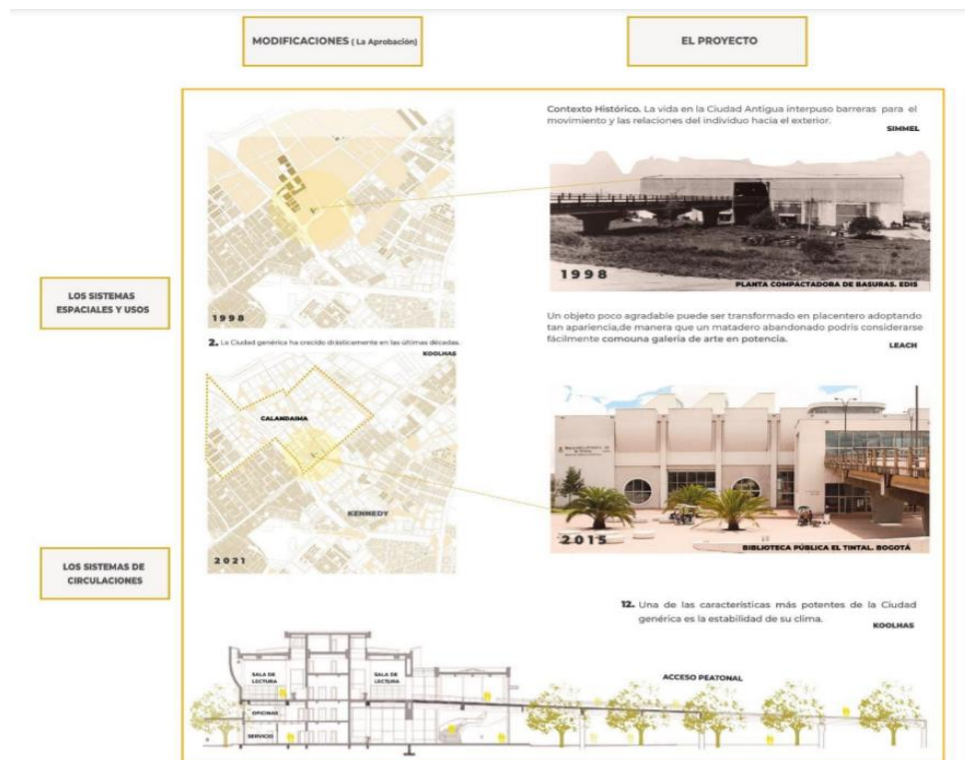 MODIFICACIONES ( La Aprobación)
EL PROYECTO
Contexto Histórico. La vida en la Ciudad Antigua interpuso barreras para el
movimiento y las relaciones del individuo hacia el exterior.
SIMMEL
1998
1998
PLANTA COMPACTADORA DE BASURAS. EDIS
LOS SISTEMAS
ESPACIALES Y USOS
2. La Ciudad genérica ha crecido drásticamente en las últimas décadas.
KOOLHAS
Un objeto poco agradable puede ser transformado en placentero adoptando
tan apariencia,de manera que un matadero abandonado podris considerarse
fácilmente comouna galeria de arte en potencia.
LEACH
CALANDAIMA
KENNEDY
2021
2015
BIBLIOTECA PÚBLICA EL TINTAL. BOGOTÁ
LOS SISTEMAS DE
CIRCULACIONES
12. Una de las características más potentes de la Ciudad
genérica es la estabilidad de su clima.
KOOLHAS
SALA DE
LECTURA
SALA DE
LECTURA
ACCESO PEATONAL
OFICINAS
SERVICIO